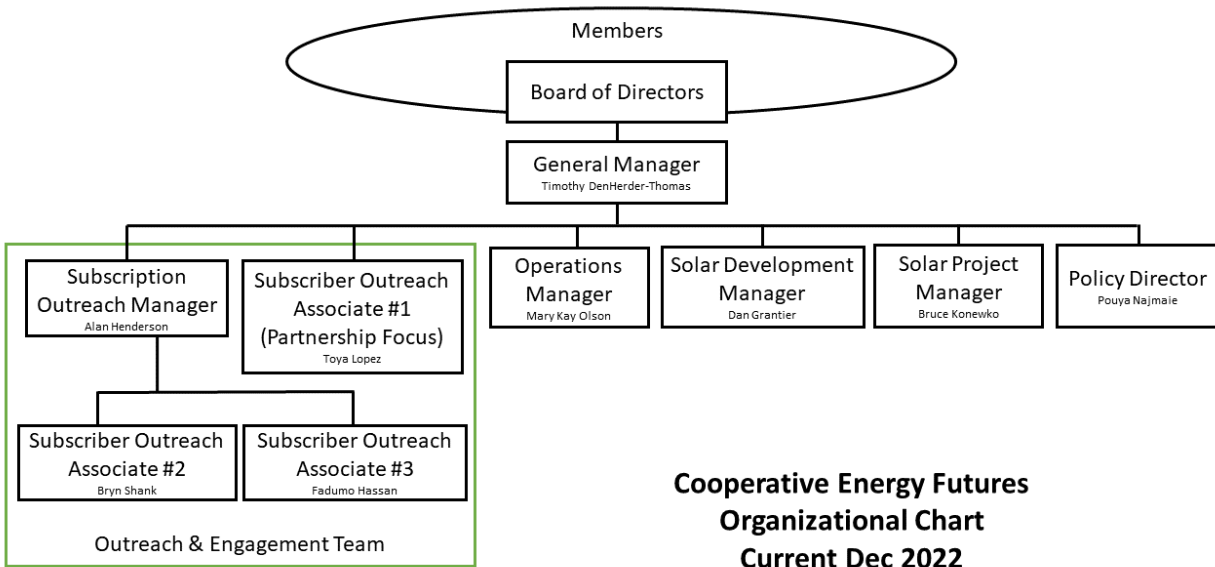 Members
Board of Directors
General Manager
Timothy DenHerder-Thomas
Subscription
Outreach Manager
Alan Henderson
Subscriber Outreach
Associate #1
(Partnership Focus)
Toya Lopez
Operations
Manager
Mary Kay Olson
Solar Development
Manager
Dan Grantier
Solar Project
Manager
Bruce Konewko
Policy Director
Pouya Najmaie
Subscriber Outreach
Associate #2
Bryn Shank
Subscriber Outreach
Associate #3
Fadumo Hassan
Outreach & Engagement Team
Cooperative Energy Futures
Organizational Chart
Current Dec 2022